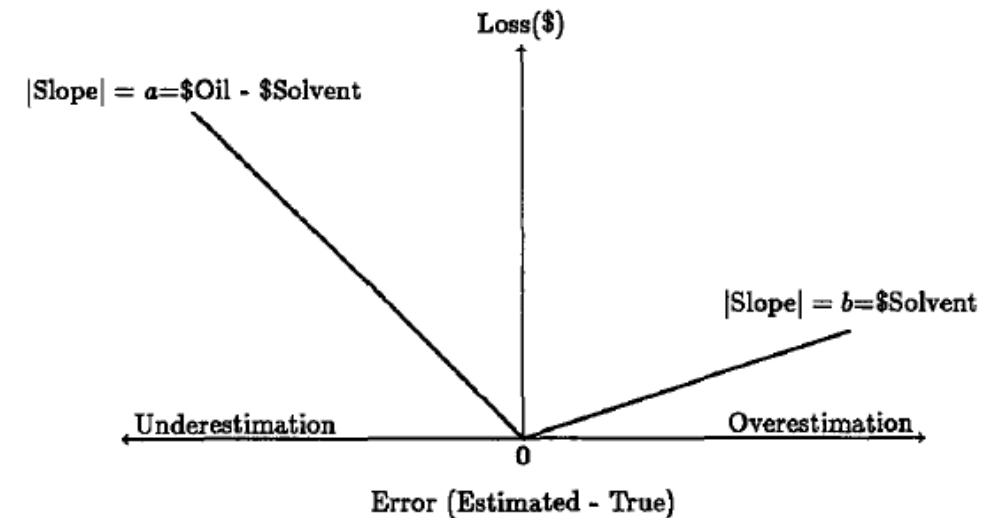 Loss($)
|Slope| = a=$Oil - $Solvent
|Slope| = b=$Solvent
Underestimation
Overestimation
0
Error (Estimated - True)